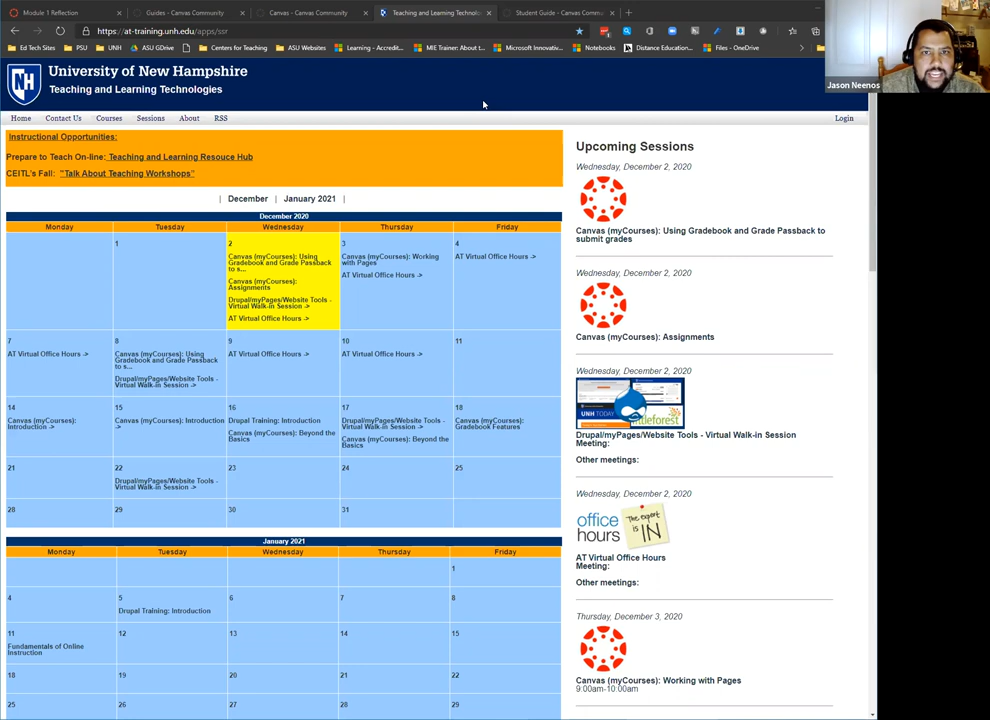 Module 1 Reflection
Guides - Canvas Community
Canvas - Canvas Community
Teaching and Learning Technolo
Student Guide - Canvas Commu
https://at-training.unh.edu/apps/ssr
Ed Tech Sites
PSU
UNH
ASU GDrive
Centers for Teaching
ASU Websites
Learning - Accredit...
MIE Trainer: About t...
Microsoft Innovativ...
Notebooks
Distance Education...
Files - OneDrive
Jason Neenos
NH
University of New Hampshire
Teaching and Learning Technologies
Home Contact Us Courses Sessions About RSS Login
Instructional Opportunities:
Prepare to Teach On-line: Teaching and Learning Resouce Hub
CEITL's Fall: "Talk About Teaching Workshops"
| December | January 2021 |
December 2020
Monday Tuesday Wednesday Thursday Friday
1
2
Canvas (myCourses): Using
Gradebook and Grade Passback
to s...
Canvas (myCourses):
Assignments
Drupal/myPages/Website Tools -
Virtual Walk-in Session ->
AT Virtual Office Hours ->
3
Canvas (myCourses): Working
with Pages
AT Virtual Office Hours ->
4
AT Virtual Office Hours ->
7
AT Virtual Office Hours ->
8
Canvas (myCourses): Using
Gradebook and Grade Passback
to s...
Drupal/myPages/Website Tools -
Virtual Walk-in Session ->
9
AT Virtual Office Hours ->
10
AT Virtual Office Hours ->
11
14
Canvas (myCourses):
Introduction ->
15
Canvas (myCourses): Introduction
->
16
Drupal Training: Introduction
Canvas (myCourses): Beyond the
Basics
17
Drupal/myPages/Website Tools -
Virtual Walk-in Session ->
Canvas (myCourses): Beyond the
Basics
18
Canvas (myCourses):
Gradebook Features
21
22
Drupal/myPages/Website Tools -
Virtual Walk-in Session ->
23
24
25
28
29
30
31
January 2021
Monday Tuesday Wednesday Thursday Friday
1
4
5
Drupal Training: Introduction
6
7
8
11
Fundamentals of Online
Instruction
12
13
14
15
18
19
20
21
22
25
26
27
28
29
Upcoming Sessions
Wednesday, December 2, 2020
Canvas (myCourses): Using Gradebook and Grade Passback to
submit grades
Wednesday, December 2, 2020
Canvas (myCourses): Assignments
Wednesday, December 2, 2020
UNH TODAY
littleforest
Drupal/myPages/Website Tools - Virtual Walk-in Session
Meeting:
Other meetings:
Wednesday, December 2, 2020
office
hours
The expert
is IN
AT Virtual Office Hours
Meeting:
Other meetings:
Thursday, December 3, 2020
Canvas (myCourses): Working with Pages
9:00am-10:00am